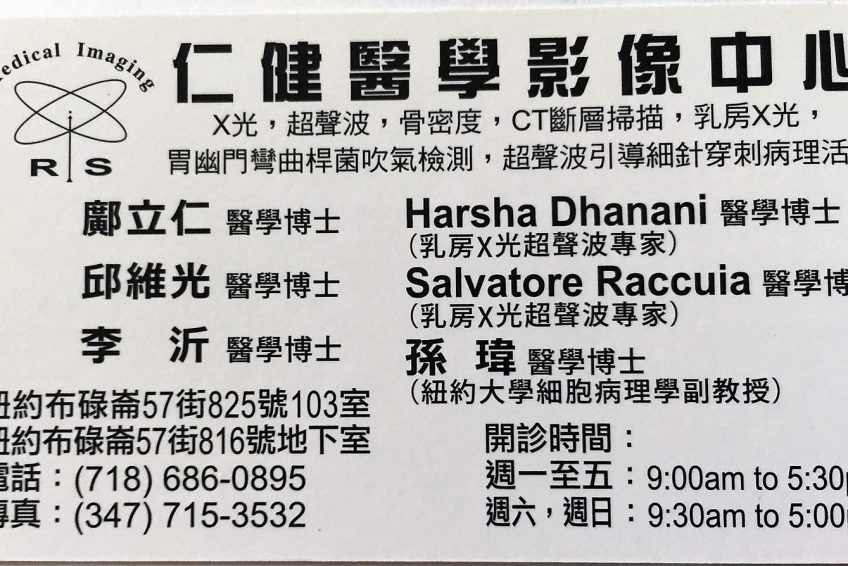 Medical Imaging
R S
仁健醫學影像中心
X光，超聲波，骨密度，CT斷層掃描，乳房X光，
胃幽門彎曲桿菌吹氣檢測，超聲波引導細針穿刺病理活
鄺立仁 醫學博士
邱維光 醫學博士
李 沂 醫學博士
Harsha Dhanani 醫學博士
（乳房X光超聲波專家）
Salvatore Raccuia 醫學博
（乳房X光超聲波專家）
孫 瑋 醫學博士
（紐約大學細胞病理學副教授）
紐約布碌崙57街825號103室
紐約布碌崙57街816號地下室
電話：(718) 686-0895
傳真：(347) 715-3532
開診時間：
週一至五：9:00am to 5:30p
週六，週日：9:30am to 5:00p